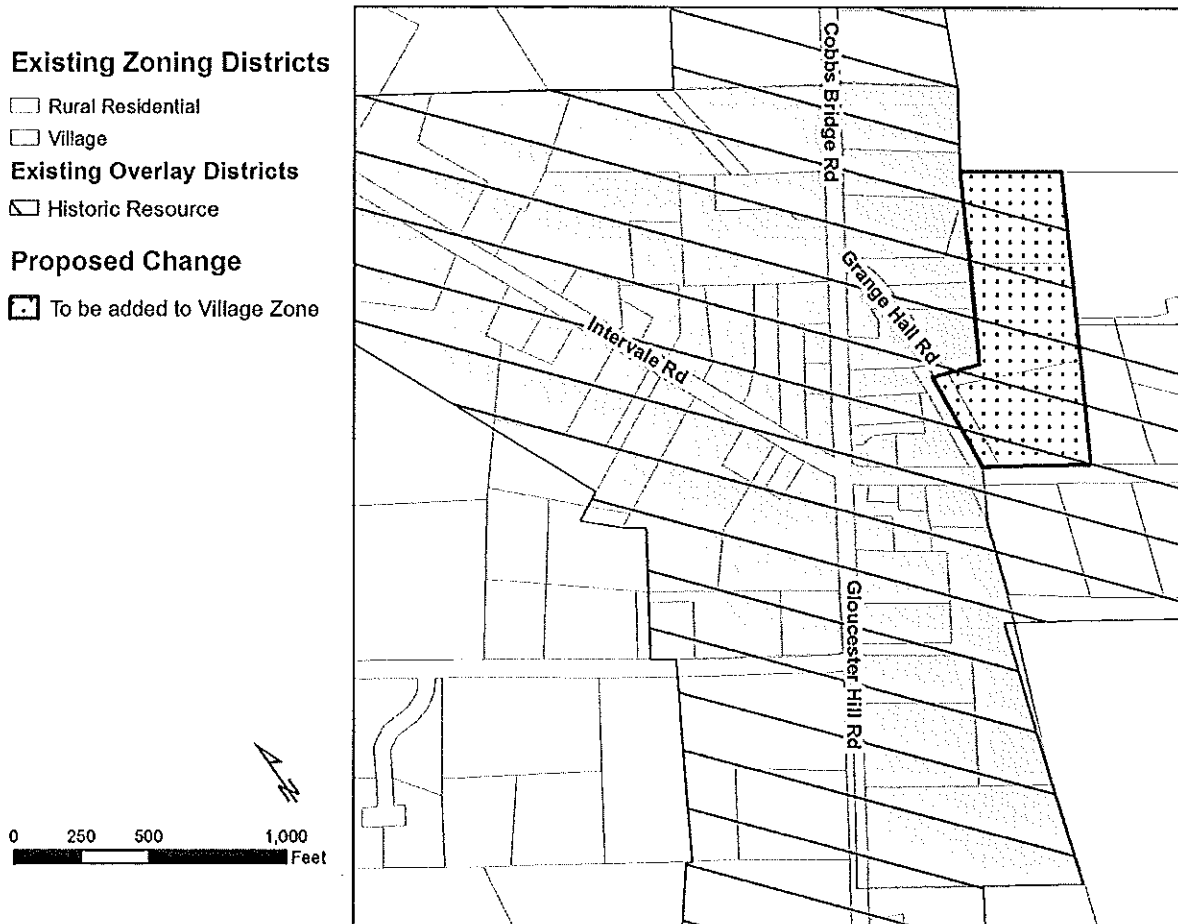 Existing Zoning Districts
Rural Residential
Village
Existing Overlay Districts
Historic Resource
Proposed Change
To be added to Village Zone
N
0 250 500 1,000
Feet
Cobbs Bridge Rd
Grange Hall Rd
Intervale Rd
Gloucester Hill Rd